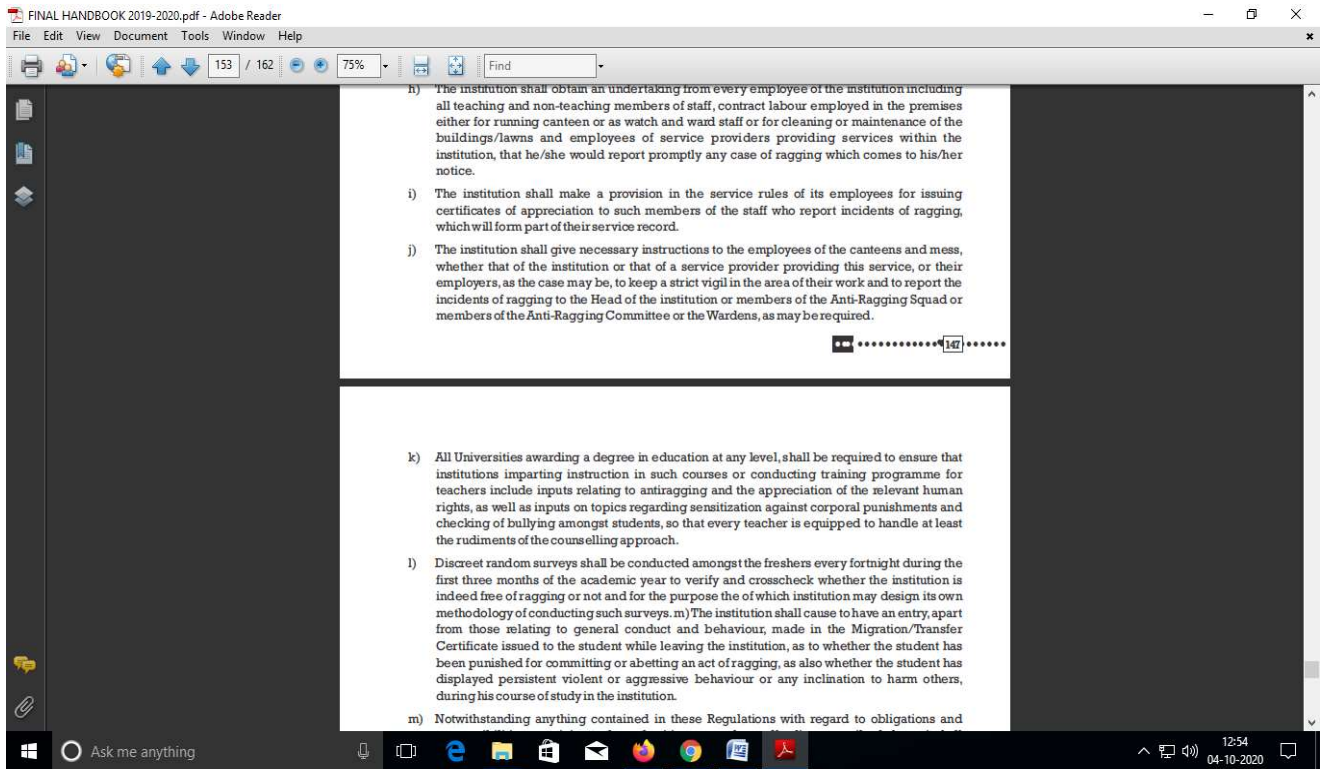 FINAL HANDBOOK 2019-2020.pdf - Adobe Reader
File Edit View Document Tools Window Help
153 / 162 75% Find
h) The institution shall obtain an undertaking from every employee of the institution including
all teaching and non-teaching members of staff, contract labour employed in the premises
either for running canteen or as watch and ward staff or for cleaning or maintenance of the
buildings/lawns and employees of service providers providing services within the
institution, that he/she would report promptly any case of ragging which comes to his/her
notice.
i) The institution shall make a provision in the service rules of its employees for issuing
certificates of appreciation to such members of the staff who report incidents of ragging,
which will form part of their service record.
j) The institution shall give necessary instructions to the employees of the canteens and mess,
whether that of the institution or that of a service provider providing this service, or their
employers, as the case may be, to keep a strict vigil in the area of their work and to report the
incidents of ragging to the Head of the institution or members of the Anti-Ragging Squad or
members of the Anti-Ragging Committee or the Wardens, as may be required.
147
k) All Universities awarding a degree in education at any level, shall be required to ensure that
institutions imparting instruction in such courses or conducting training programme for
teachers include inputs relating to antiragging and the appreciation of the relevant human
rights, as well as inputs on topics regarding sensitization against corporal punishments and
checking of bullying amongst students, so that every teacher is equipped to handle at least
the rudiments of the counselling approach.
l) Discreet random surveys shall be conducted amongst the freshers every fortnight during the
first three months of the academic year to verify and crosscheck whether the institution is
indeed free of ragging or not and for the purpose the of which institution may design its own
methodology of conducting such surveys. m) The institution shall cause to have an entry, apart
from those relating to general conduct and behaviour, made in the Migration/Transfer
Certificate issued to the student while leaving the institution, as to whether the student has
been punished for committing or abetting an act of ragging, as also whether the student has
displayed persistent violent or aggressive behaviour or any inclination to harm others,
during his course of study in the institution.
m) Notwithstanding anything contained in these Regulations with regard to obligations and
Ask me anything
12:54
04-10-2020